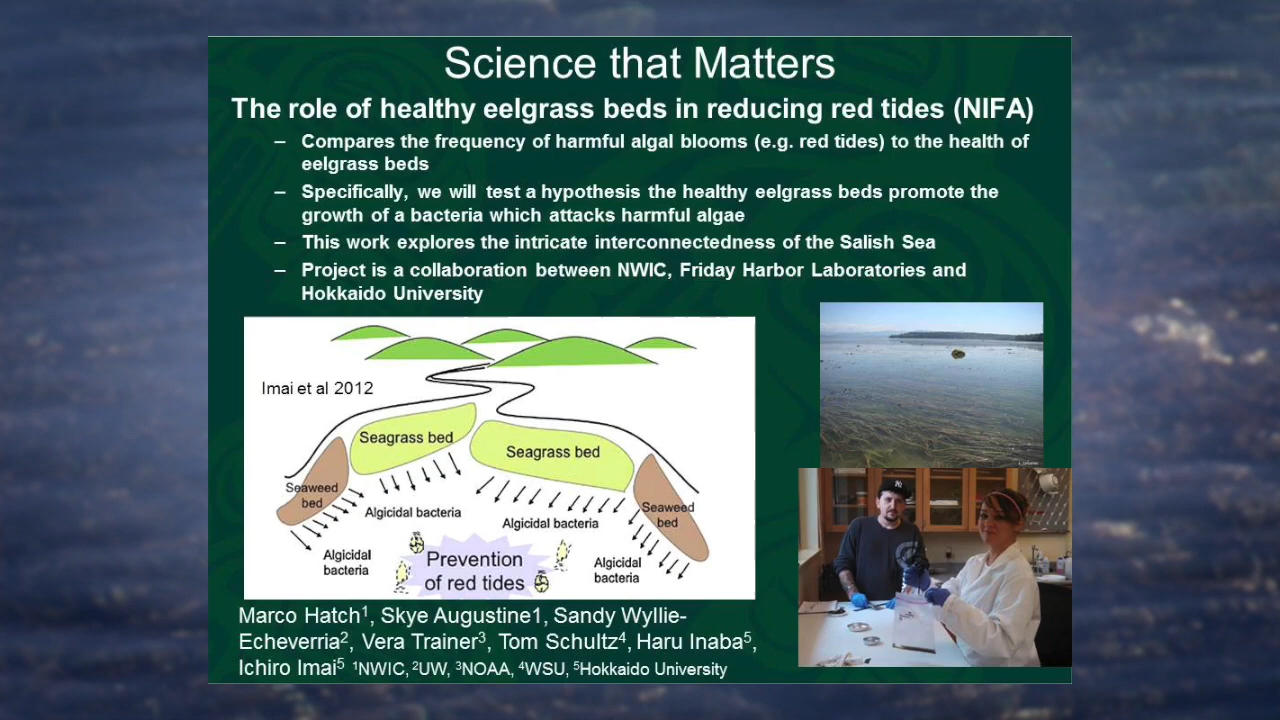 Science that Matters
The role of healthy eelgrass beds in reducing red tides (NIFA)
– Compares the frequency of harmful algal blooms (e.g. red tides) to the health of
eelgrass beds
– Specifically, we will test a hypothesis the healthy eelgrass beds promote the
growth of a bacteria which attacks harmful algae
– This work explores the intricate interconnectedness of the Salish Sea
– Project is a collaboration between NWIC, Friday Harbor Laboratories and
Hokkaido University
Imai et al 2012
Seagrass bed
Seagrass bed
Seaweed
bed
Seaweed
bed
Algicidal bacteria
Algicidal bacteria
Algicidal
bacteria
Prevention
of red tides
Algicidal
bacteria
Marco Hatch¹, Skye Augustine1, Sandy Wyllie-
Echeverria², Vera Trainer³, Tom Schultz⁴, Haru Inaba⁵,
Ichiro Imai⁵ ¹NWIC, ²UW, ³NOAA, ⁴WSU, ⁵Hokkaido University